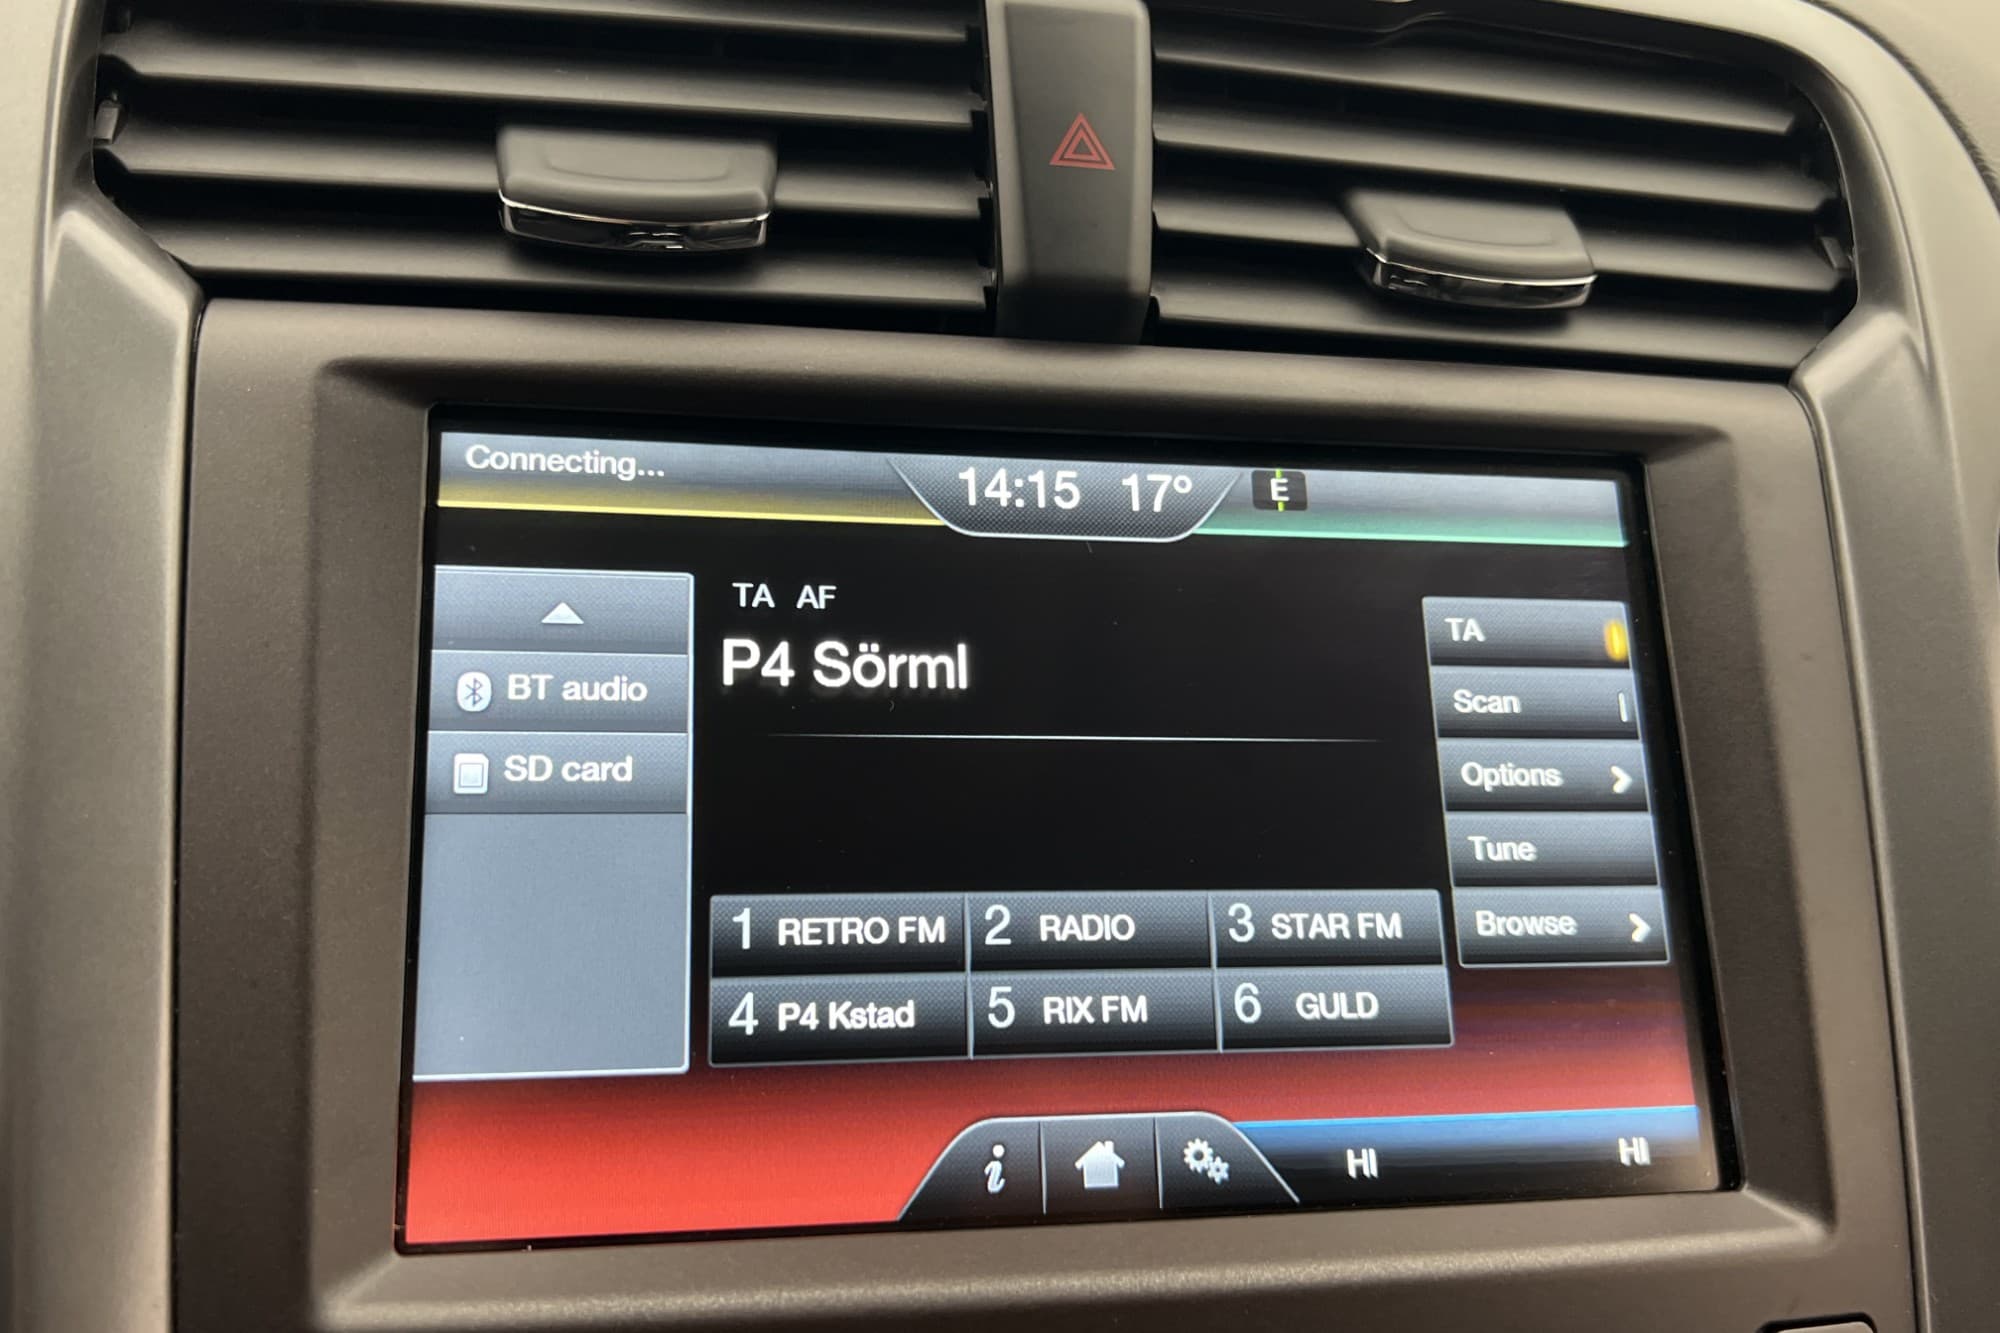 Connecting...
14:15 17° E
TA AF
P4 Sörml
BT audio
SD card
TA
Scan
Options
Tune
Browse
1 RETRO FM 2 RADIO 3 STAR FM
4 P4 Kstad 5 RIX FM 6 GULD
i HI HI